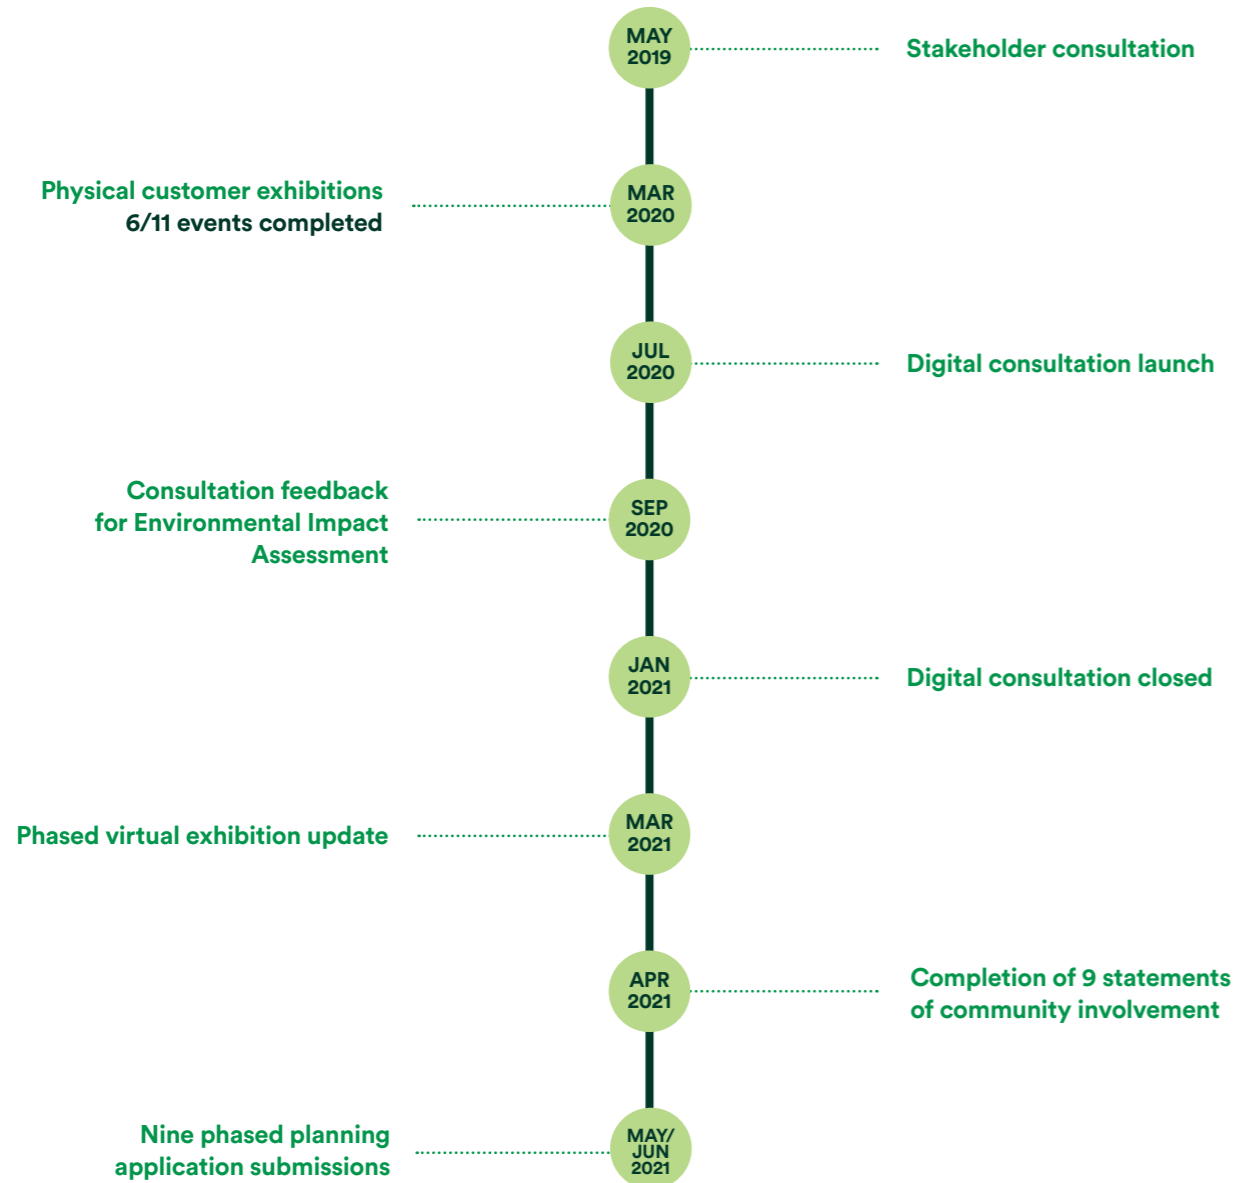 MAY
2019
Stakeholder consultation
Physical customer exhibitions
6/11 events completed
MAR
2020
JUL
2020
Digital consultation launch
Consultation feedback
for Environmental Impact
Assessment
SEP
2020
JAN
2021
Digital consultation closed
Phased virtual exhibition update
MAR
2021
APR
2021
Completion of 9 statements
of community involvement
Nine phased planning
application submissions
MAY/
JUN
2021